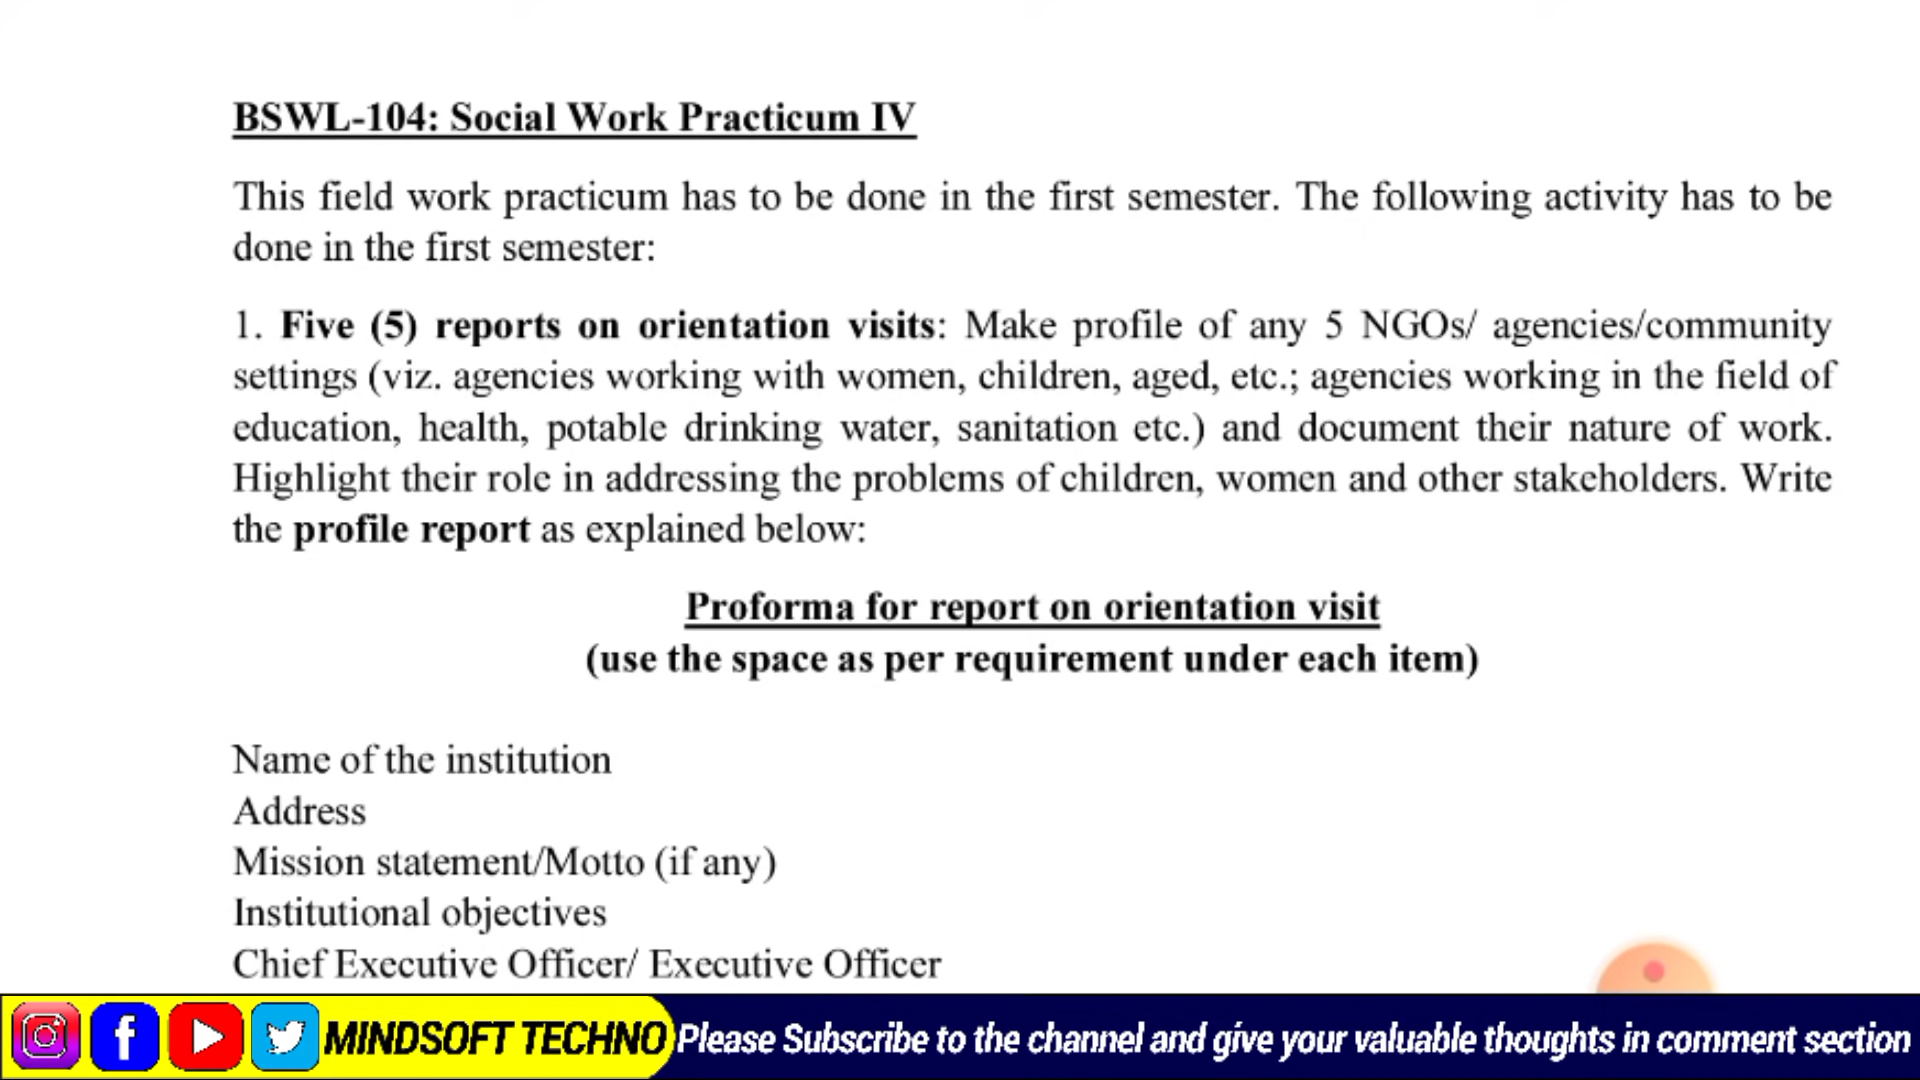 BSWL-104: Social Work Practicum IV
This field work practicum has to be done in the first semester. The following activity has to be
done in the first semester:
1. Five (5) reports on orientation visits: Make profile of any 5 NGOs/ agencies/community
settings (viz. agencies working with women, children, aged, etc.; agencies working in the field of
education, health, potable drinking water, sanitation etc.) and document their nature of work.
Highlight their role in addressing the problems of children, women and other stakeholders. Write
the profile report as explained below:
Proforma for report on orientation visit
(use the space as per requirement under each item)
Name of the institution
Address
Mission statement/Motto (if any)
Institutional objectives
Chief Executive Officer/ Executive Officer
MINDSOFT TECHNO Please Subscribe to the channel and give your valuable thoughts in comment section